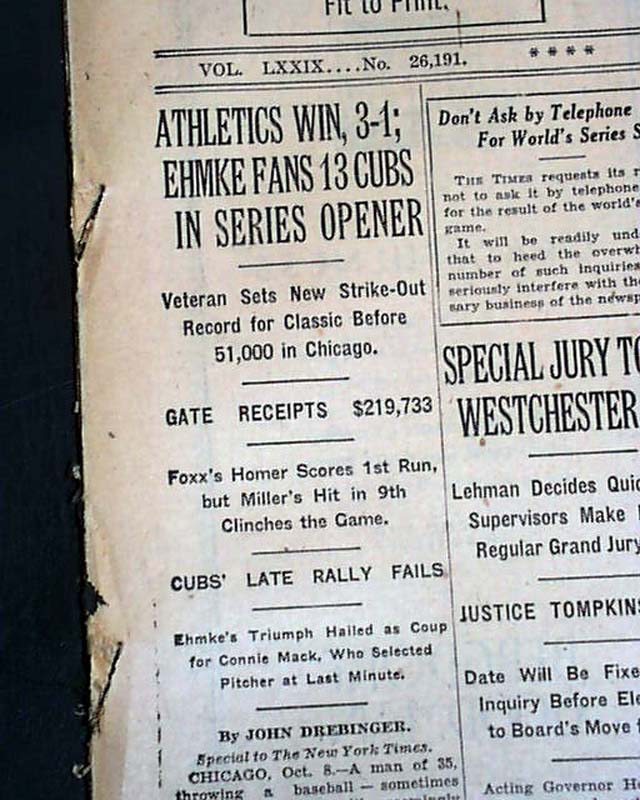 Fit to Print.
VOL. LXXIX....No. 26,191.
****
ATHLETICS WIN, 3-1;
EHMKE FANS 13 CUBS
IN SERIES OPENER
Veteran Sets New Strike-Out
Record for Classic Before
51,000 in Chicago.
GATE RECEIPTS $219,733
Foxx's Homer Scores 1st Run,
but Miller's Hit in 9th
Clinches the Game.
CUBS' LATE RALLY FAILS
Ehmke's Triumph Hailed as Coup
for Connie Mack, Who Selected
Pitcher at Last Minute.
By JOHN DREBINGER.
Special to The New York Times.
CHICAGO, Oct. 8.—A man of 35,
throwing a baseball — sometimes
Don't Ask by Telephone
For World's Series S
THE TIMES requests its r
not to ask it by telephone
for the result of the world's
game.
It will be readily und
that to heed the overwh
number of such inquiries
seriously interfere with the
sary business of the newsp
SPECIAL JURY TO
WESTCHESTER
Lehman Decides Quic
Supervisors Make
Regular Grand Jury
JUSTICE TOMPKINS
Date Will Be Fixe
Inquiry Before Ele
to Board's Move
Acting Governor H